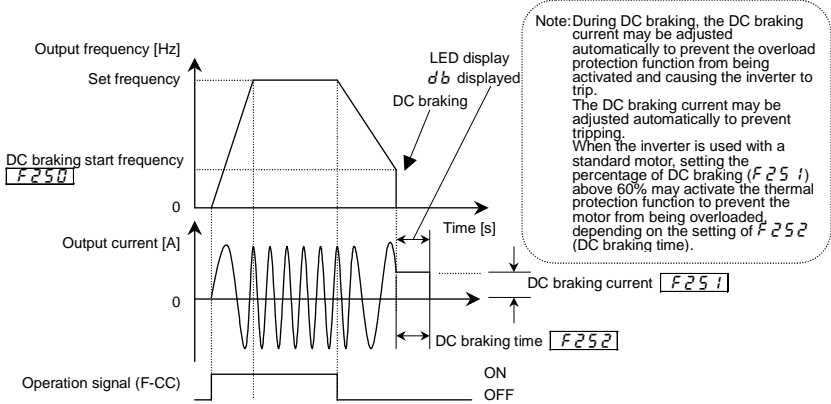 Output frequency [Hz]
Set frequency
DC braking start frequency
F250
0
LED display
db displayed
DC braking
Time [s]
Output current [A]
0
DC braking current F251
DC braking time F252
Operation signal (F-CC)
ON
OFF
Note: During DC braking, the DC braking
current may be adjusted
automatically to prevent the overload
protection function from being
activated and causing the inverter to
trip.
The DC braking current may be
adjusted automatically to prevent
tripping.
When the inverter is used with a
standard motor, setting the
percentage of DC braking (F251)
above 60% may activate the thermal
protection function to prevent the
motor from being overloaded,
depending on the setting of F252
(DC braking time).